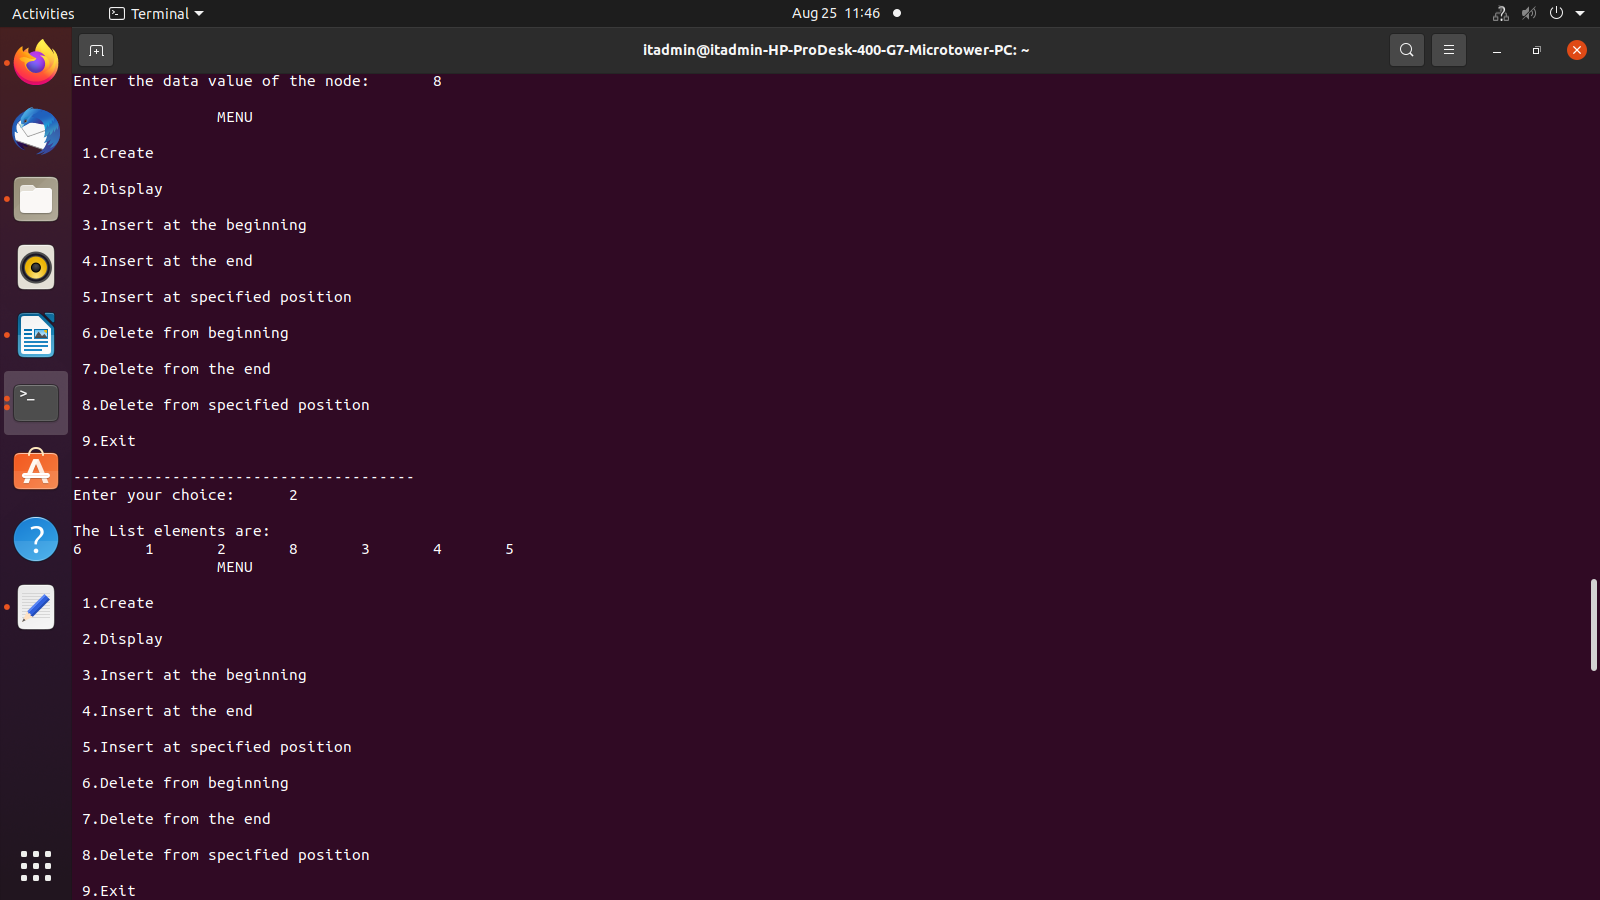 Activities Terminal Aug 25 11:46
itadmin@itadmin-HP-ProDesk-400-G7-Microtower-PC: ~
Enter the data value of the node: 8
MENU
1.Create
2.Display
3.Insert at the beginning
4.Insert at the end
5.Insert at specified position
6.Delete from beginning
7.Delete from the end
8.Delete from specified position
9.Exit
--------------------------------------
Enter your choice: 2
The List elements are:
6 1 2 8 3 4 5
MENU
1.Create
2.Display
3.Insert at the beginning
4.Insert at the end
5.Insert at specified position
6.Delete from beginning
7.Delete from the end
8.Delete from specified position
9.Exit